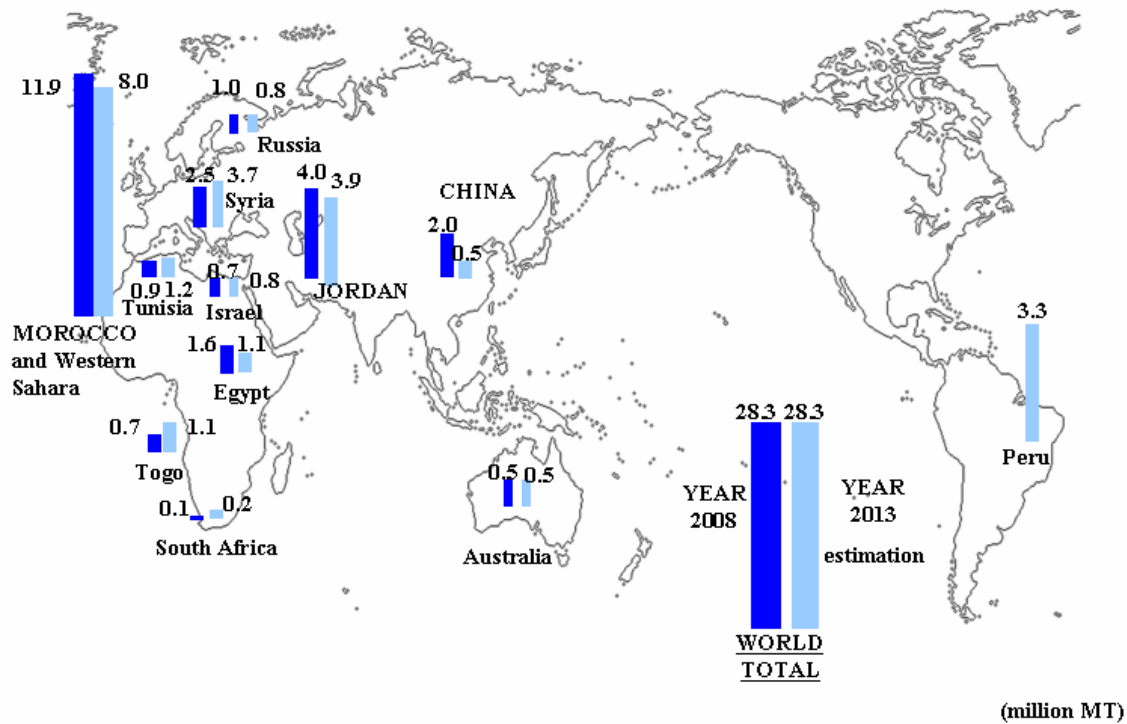 11.9 8.0
MOROCCO
and Western
Sahara
1.0 0.8
Russia
2.5 3.7
Syria
4.0 3.9
JORDAN
CHINA
2.0 0.5
0.9 1.2
Tunisia
0.7 0.8
Israel
1.6 1.1
Egypt
0.7 1.1
Togo
0.1 0.2
South Africa
0.5 0.5
Australia
3.3
Peru
28.3 28.3
YEAR
2008
YEAR
2013
estimation
WORLD
TOTAL
(million MT)